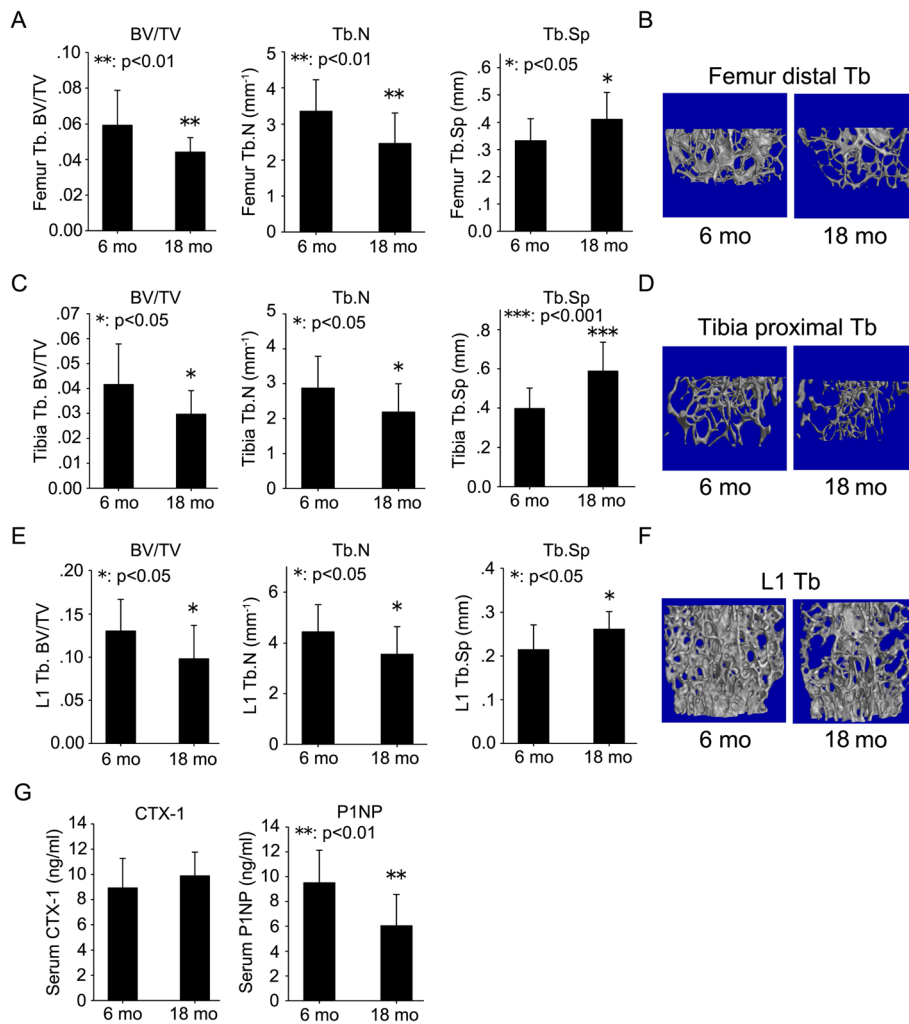 A
BV/TV
**: p<0.01
Femur Tb. BV/TV
.10
0.08
0.06
0.04
0.02
0.00
6 mo
18 mo
**
Tb.N
**: p<0.01
Femur Tb.N (mm-1)
5
4
3
2
1
0
6 mo
18 mo
**
Tb.Sp
*: p<0.05
Femur Tb.Sp (mm)
.6
.5
.4
.3
.2
.1
0.0
6 mo
18 mo
*
B
Femur distal Tb
6 mo
18 mo
C
BV/TV
*: p<0.05
Tibia Tb. BV/TV
.07
.06
.05
.04
.03
.02
.01
0.00
6 mo
18 mo
*
Tb.N
*: p<0.05
Tibia Tb.N (mm-1)
5
4
3
2
1
0
6 mo
18 mo
*
Tb.Sp
***: p<0.001
Tibia Tb.Sp (mm)
.8
.6
.4
.2
0.0
6 mo
18 mo
***
D
Tibia proximal Tb
6 mo
18 mo
E
BV/TV
*: p<0.05
L1 Tb. BV/TV
.20
0.15
0.10
0.05
0.00
6 mo
18 mo
*
Tb.N
*: p<0.05
L1 Tb.N (mm-1)
6
4
2
0
6 mo
18 mo
*
Tb.Sp
*: p<0.05
L1 Tb.Sp (mm)
.4
.3
.2
.1
0.0
6 mo
18 mo
*
F
L1 Tb
6 mo
18 mo
G
CTX-1
Serum CTX-1 (ng/ml)
14
12
10
8
6
4
2
0
6 mo
18 mo
P1NP
**: p<0.01
Serum P1NP (ng/ml)
14
12
10
8
6
4
2
0
6 mo
18 mo
**